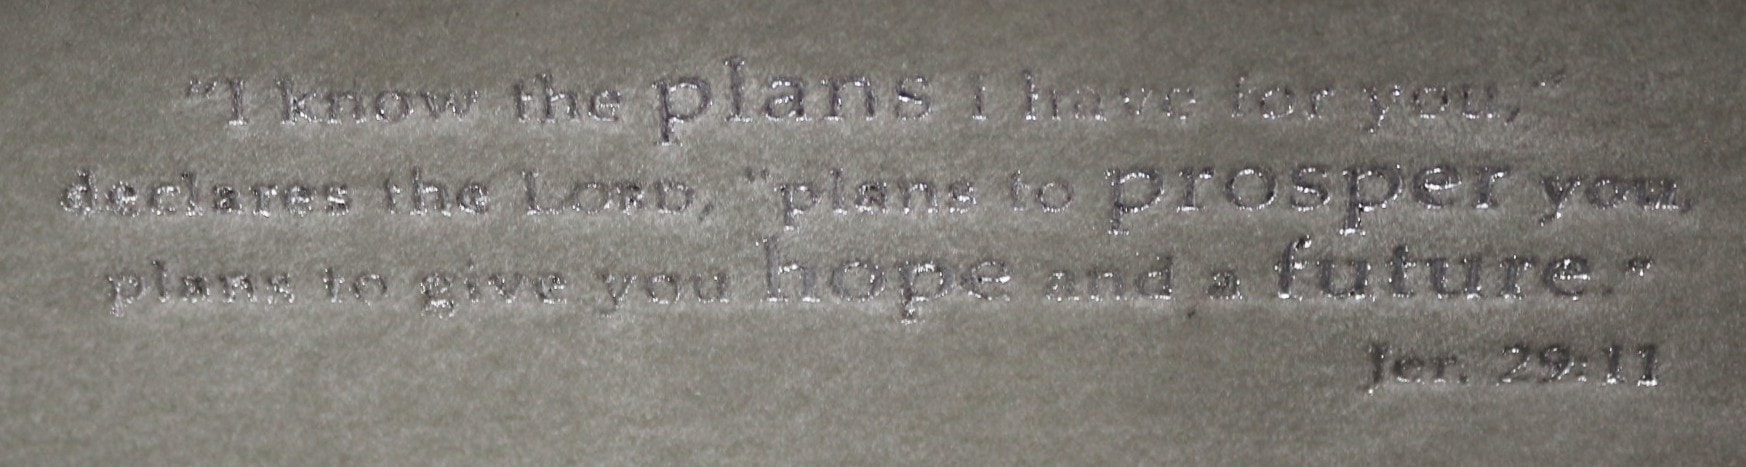 "I know the plans i have for you,"
declares the LORD, "plans to prosper you,
plans to give you hope and a future."
Jer. 29:11